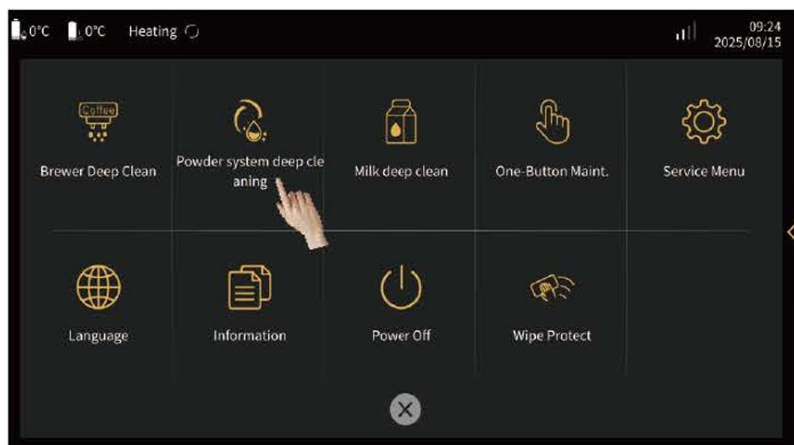 0°C 0°C Heating 09:24
2025/08/15
Coffee
Brewer Deep Clean
Powder system deep cle
aning
Milk deep clean
One-Button Maint.
Service Menu
Language
Information
Power Off
Wipe Protect